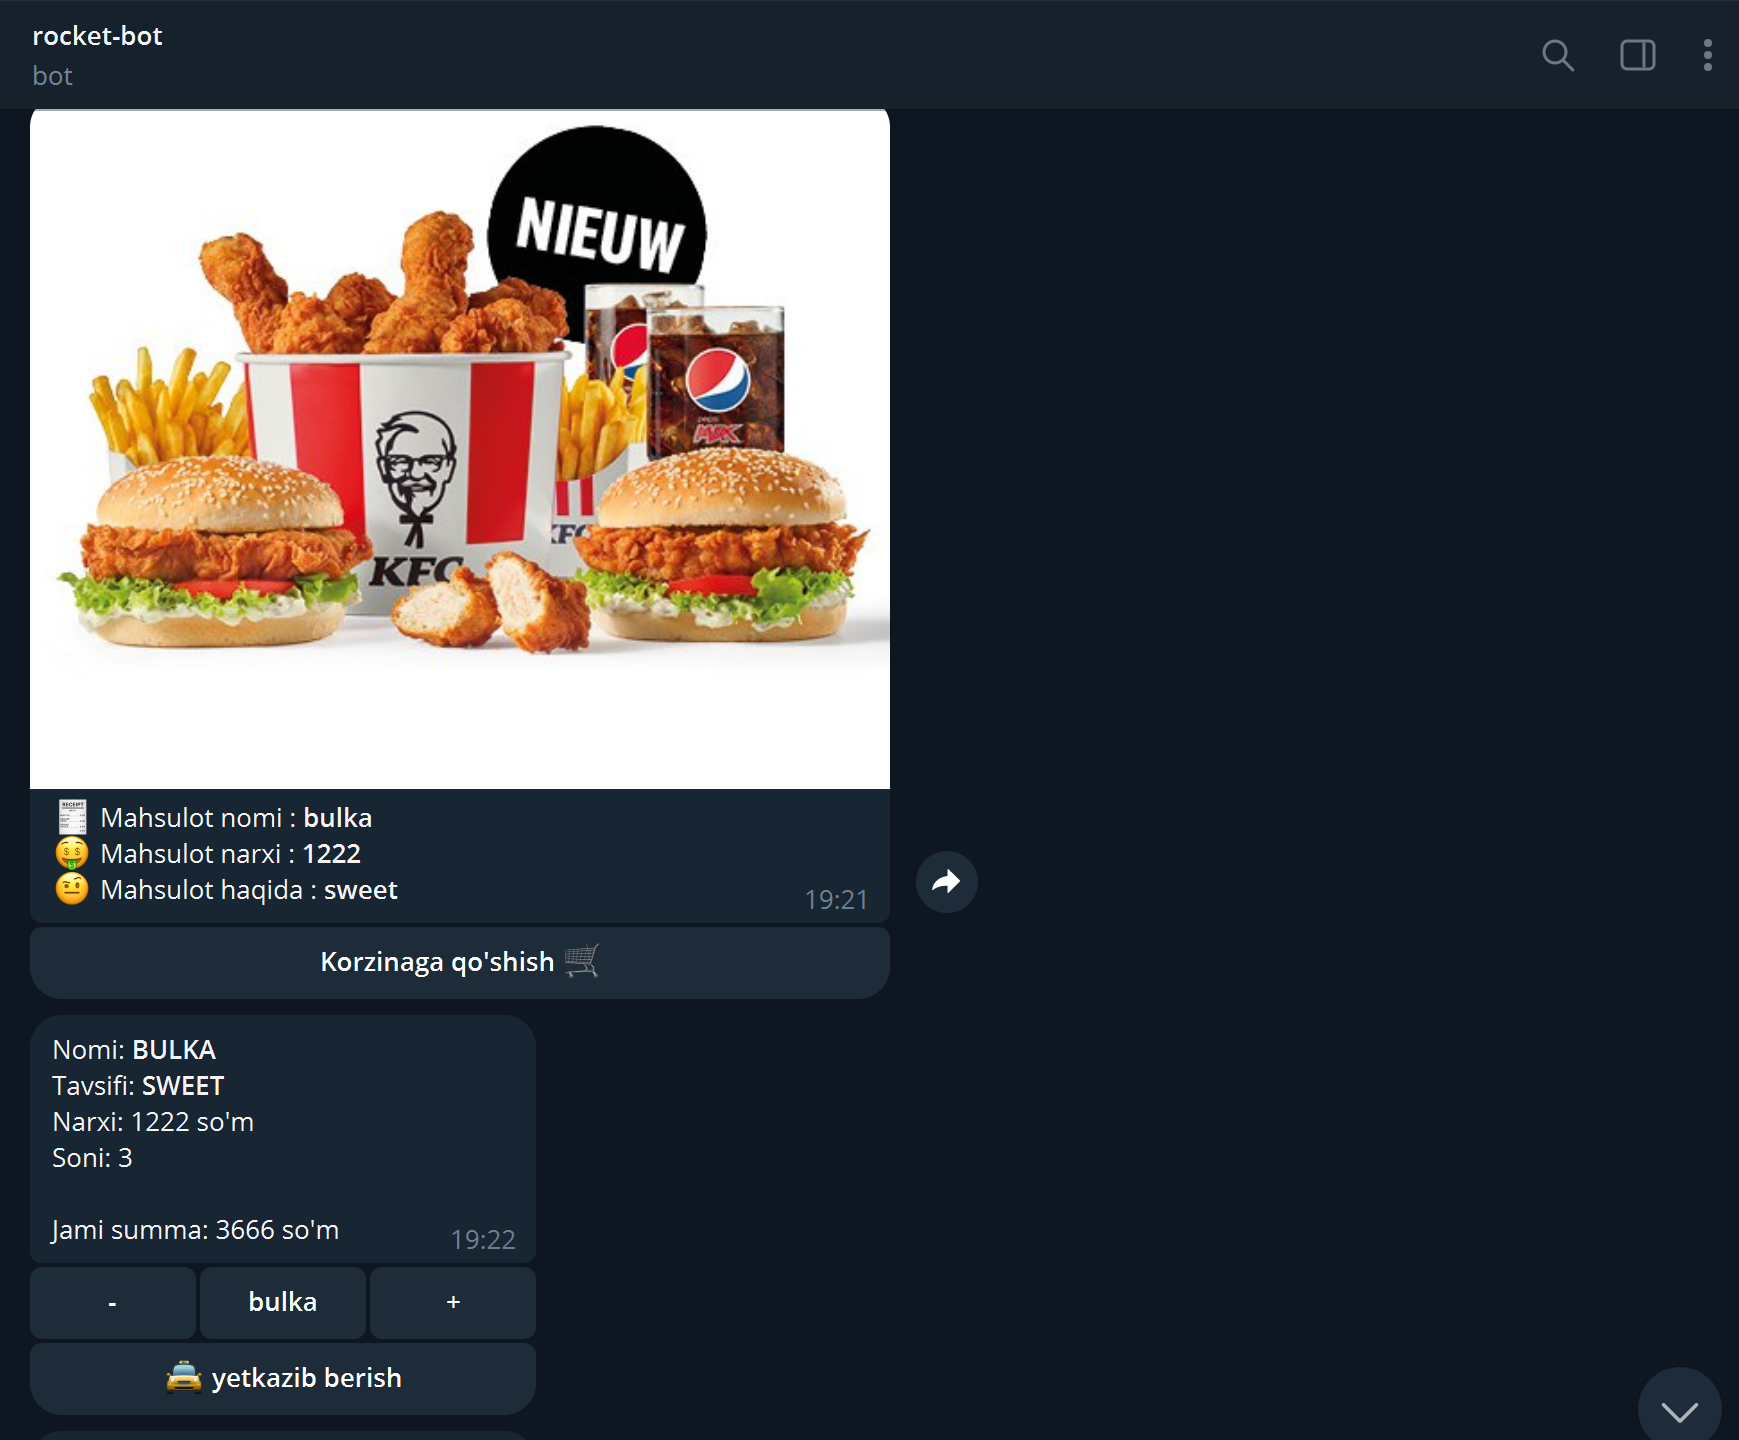 rocket-bot
bot
NIEUW
KFC
KFC
MAX
Mahsulot nomi : bulka
Mahsulot narxi : 1222
Mahsulot haqida : sweet
19:21
Korzinaga qo'shish
Nomi: BULKA
Tavsifi: SWEET
Narxi: 1222 so'm
Soni: 3
Jami summa: 3666 so'm
19:22
-
bulka
+
yetkazib berish